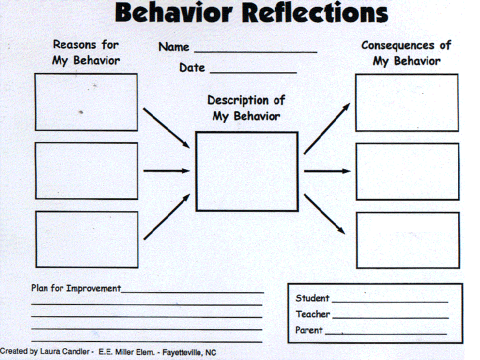 Behavior Reflections
Reasons for
My Behavior
Name
Date
Consequences of
My Behavior
Description of
My Behavior
Plan for Improvement
Student
Teacher
Parent
Created by Laura Candler - E.E. Miller Elem. - Fayetteville, NC